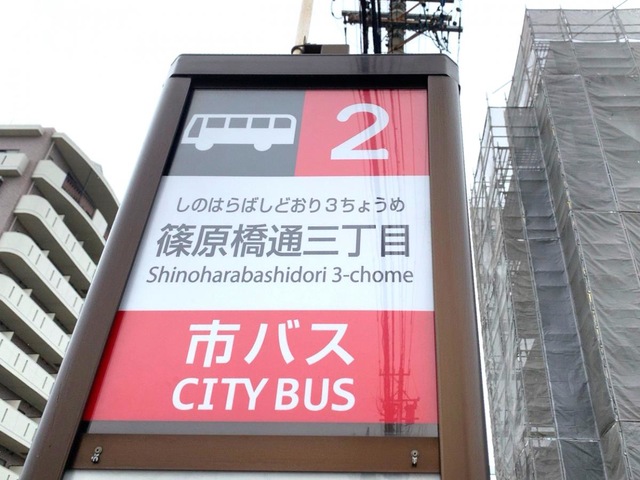 2
しのはらばしどおり3ちょうめ
篠原橋通三丁目
Shinoharabashidori 3-chome
市バス
CITY BUS